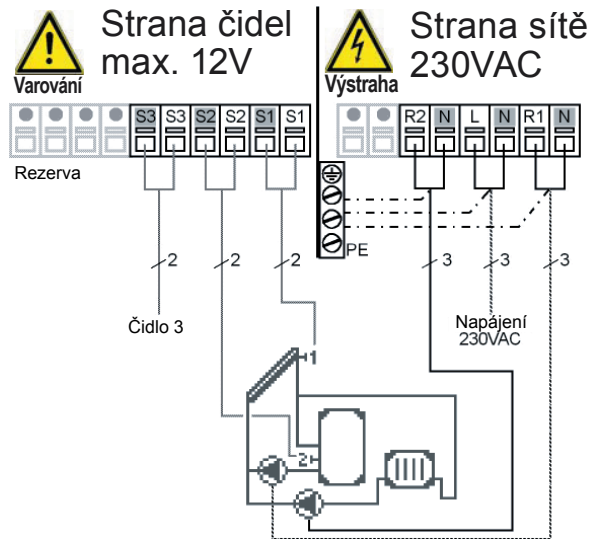 Strana čidel
max. 12V
Varování
Strana sítě
230VAC
Výstraha
S3 S3 S2 S2 S1 S1
R2 N L N R1 N
Rezerva
PE
2 2 2
3 3 3
Čidlo 3
Napájení
230VAC
1
2